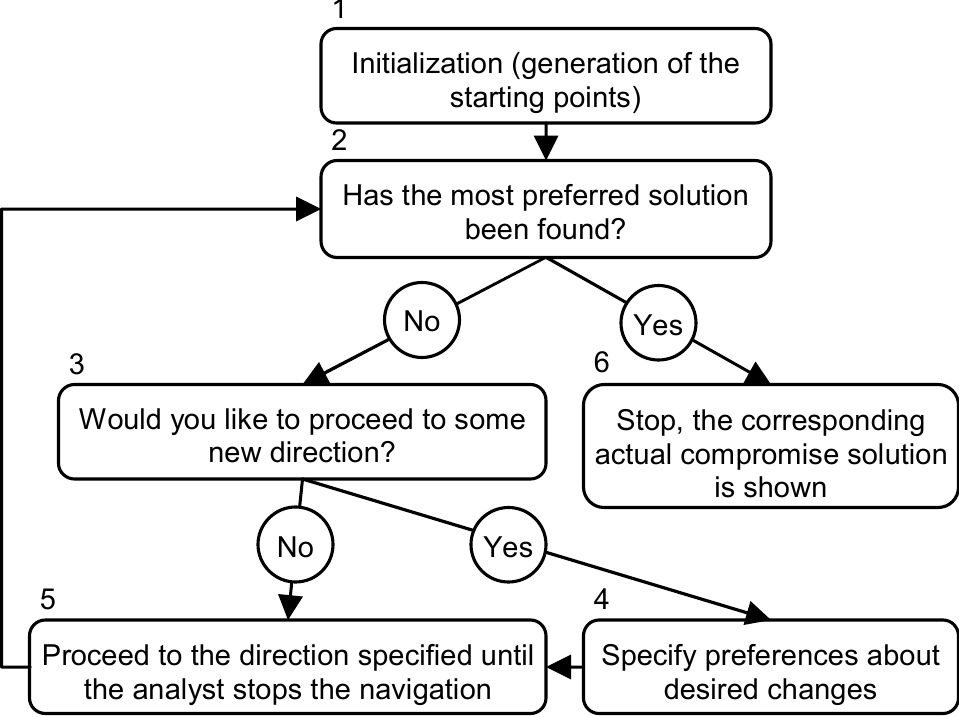 1
Initialization (generation of the
starting points)
2
Has the most preferred solution
been found?
No
Yes
3
Would you like to proceed to some
new direction?
6
Stop, the corresponding
actual compromise solution
is shown
No
Yes
5
Proceed to the direction specified until
the analyst stops the navigation
4
Specify preferences about
desired changes